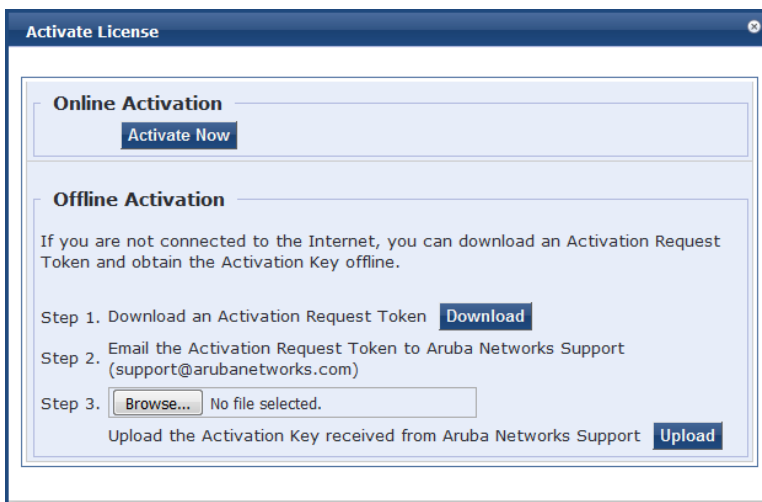 Activate License
Online Activation
Activate Now
Offline Activation
If you are not connected to the Internet, you can download an Activation Request
Token and obtain the Activation Key offline.
Step 1. Download an Activation Request Token Download
Step 2. Email the Activation Request Token to Aruba Networks Support
(support@arubanetworks.com)
Step 3. Browse... No file selected.
Upload the Activation Key received from Aruba Networks Support Upload